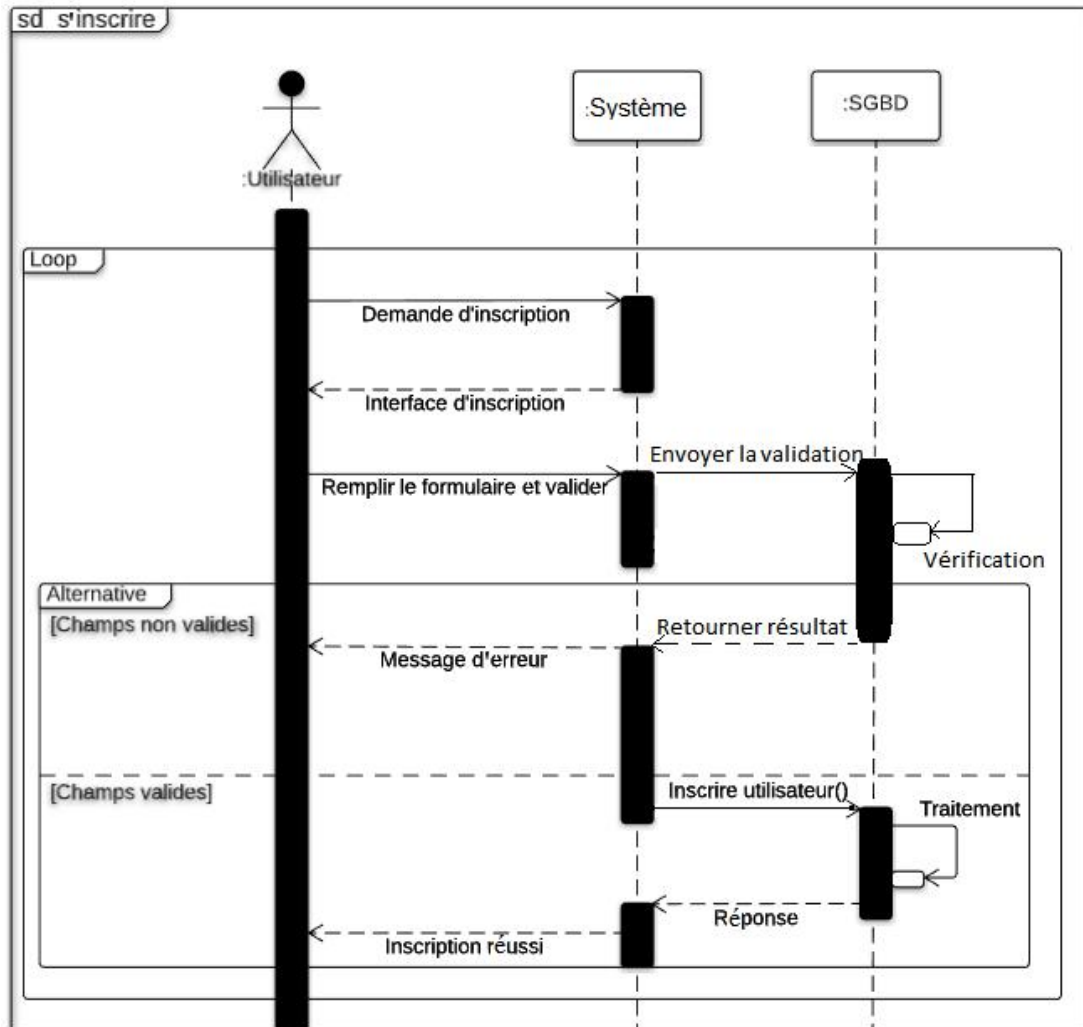 sd s'inscrire
:Utilisateur
:Système
:SGBD
Loop
Demande d'inscription
Interface d'inscription
Remplir le formulaire et valider
Envoyer la validation
Vérification
Alternative
[Champs non valides]
Retourner résultat
Message d'erreur
[Champs valides]
Inscrire utilisateur()
Traitement
Réponse
Inscription réussi